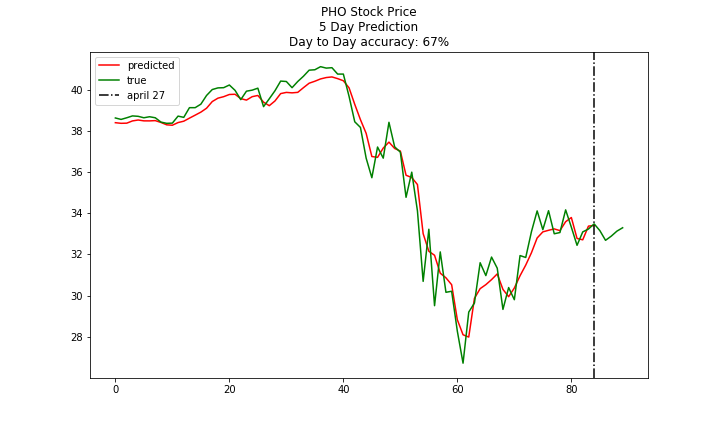 PHO Stock Price
5 Day Prediction
Day to Day accuracy: 67%
predicted
true
april 27
40
38
36
34
32
30
28
0 20 40 60 80